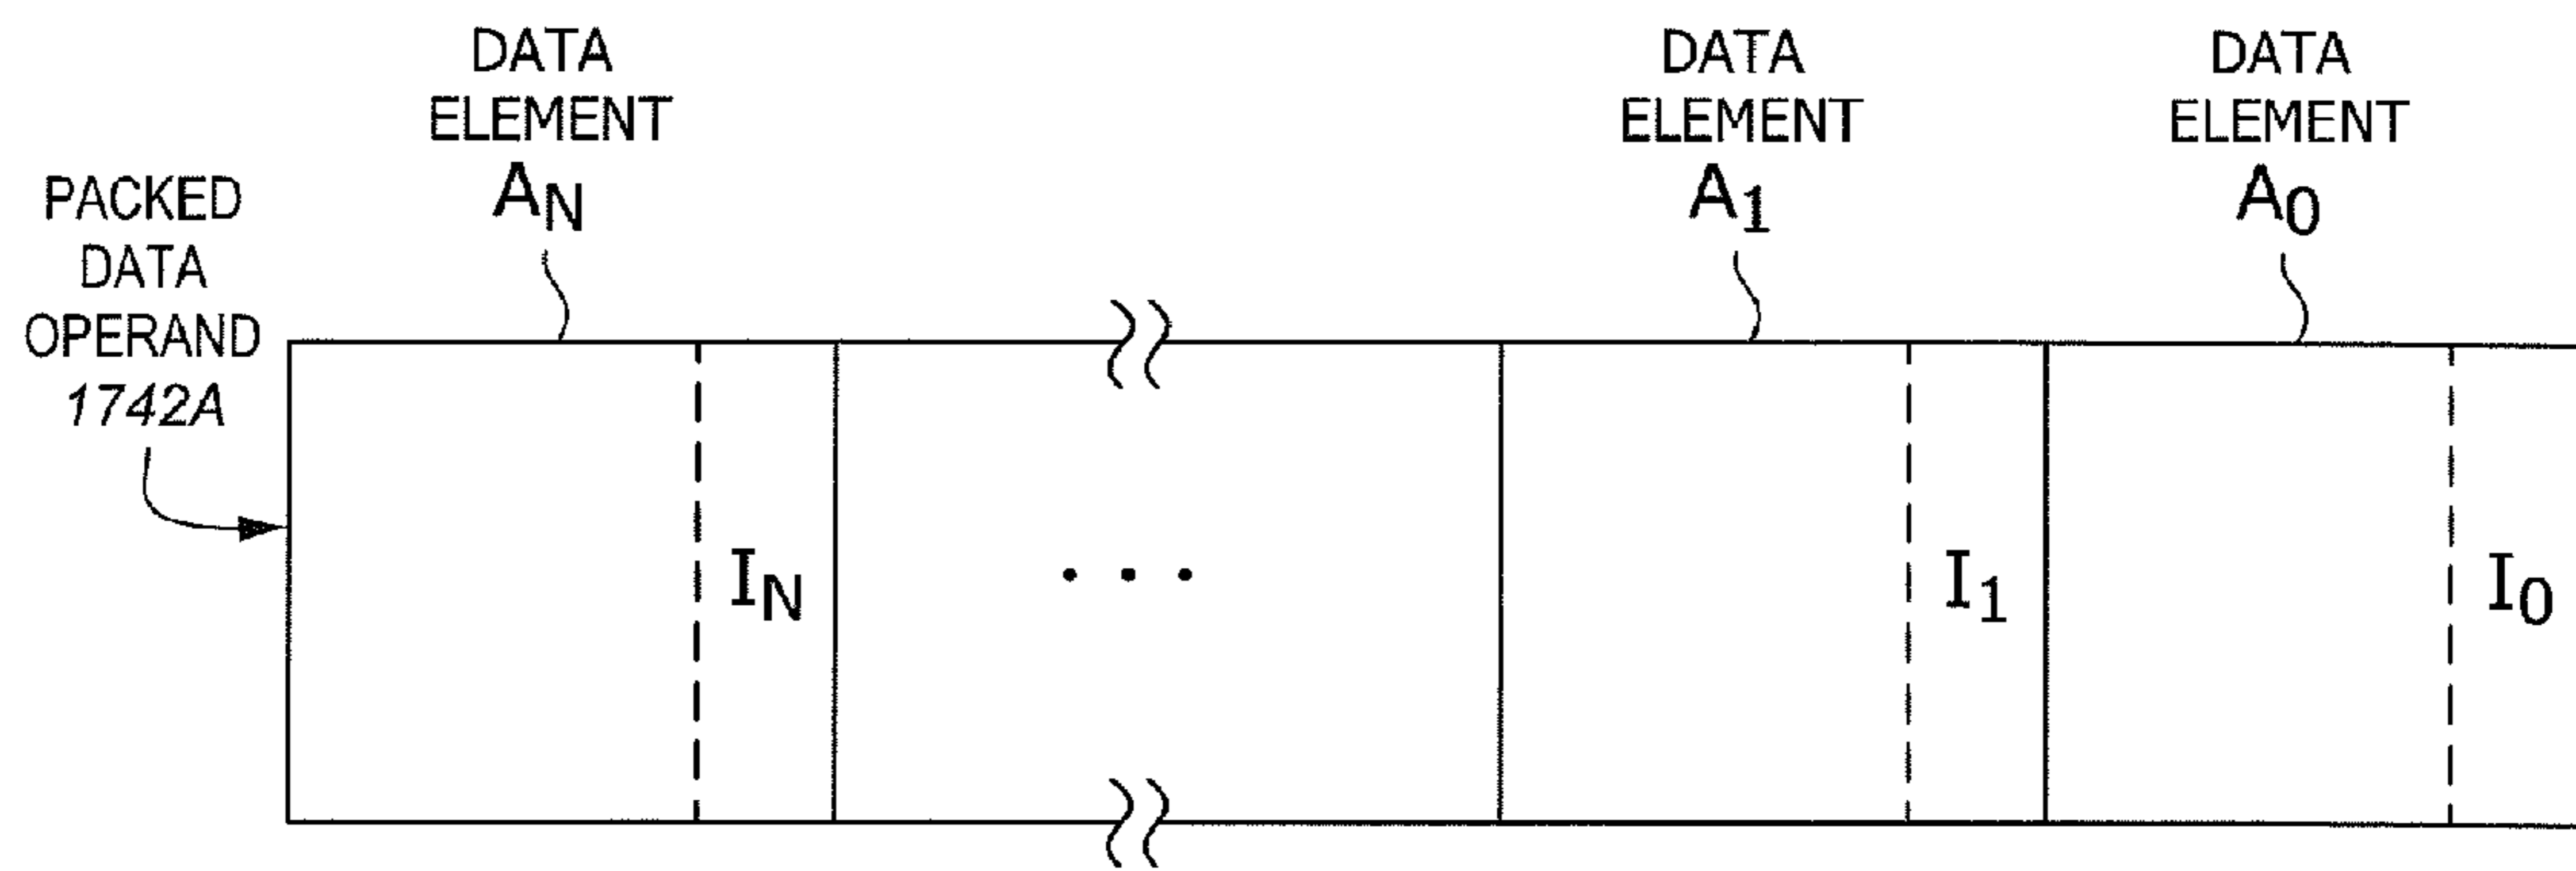 DATA
ELEMENT
A_N
DATA
ELEMENT
A_1
DATA
ELEMENT
A_0
PACKED
DATA
OPERAND
1742A
I_N
. . .
I_1
I_0